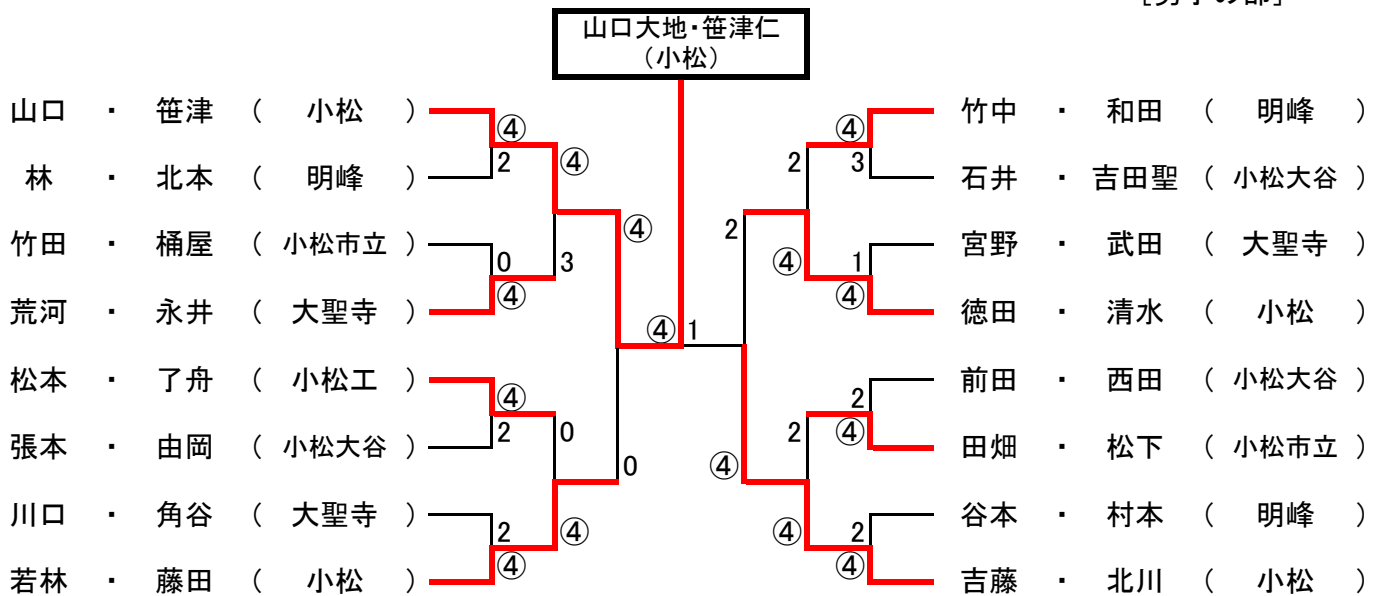 山口大地・笹津仁
（小松）
山口 ・ 笹津 （ 小松 ）
林 ・ 北本 （ 明峰 ）
竹田 ・ 桶屋 （ 小松市立 ）
荒河 ・ 永井 （ 大聖寺 ）
松本 ・ 了舟 （ 小松工 ）
張本 ・ 由岡 （ 小松大谷 ）
川口 ・ 角谷 （ 大聖寺 ）
若林 ・ 藤田 （ 小松 ）
④
2
0
④
④
2
2
④
④
3
0
④
④
0
④ 1
2
④
2
④
2
④
④
3
1
④
2
④
2
④
竹中 ・ 和田 （ 明峰 ）
石井 ・ 吉田聖 （ 小松大谷 ）
宮野 ・ 武田 （ 大聖寺 ）
徳田 ・ 清水 （ 小松 ）
前田 ・ 西田 （ 小松大谷 ）
田畑 ・ 松下 （ 小松市立 ）
谷本 ・ 村本 （ 明峰 ）
吉藤 ・ 北川 （ 小松 ）